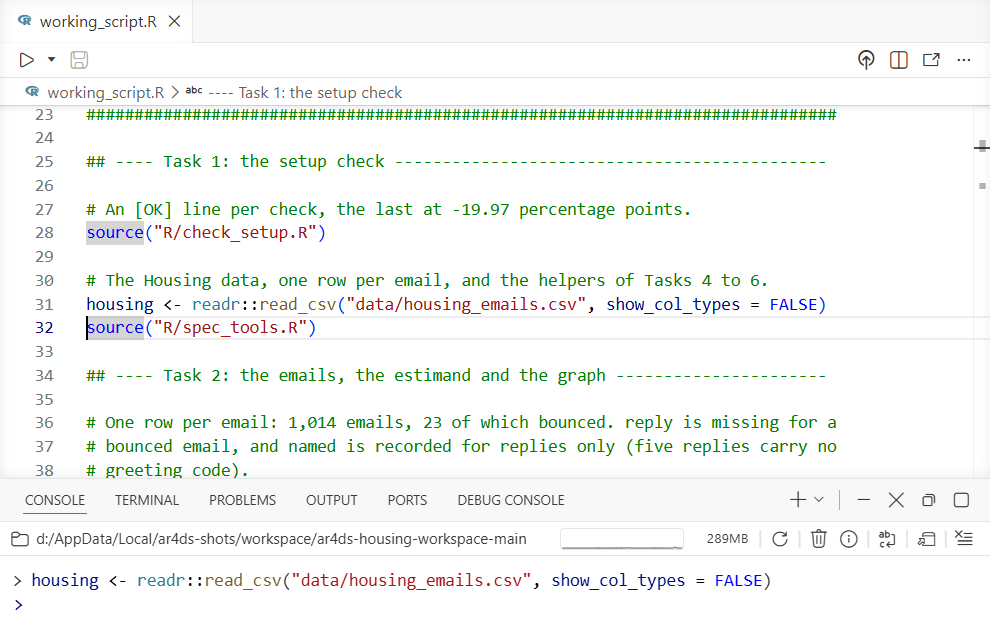 working_script.R
working_script.R > abc ---- Task 1: the setup check
23 ##############################################################################
24
25 ## ---- Task 1: the setup check ---------------------------------------------
26
27 # An [OK] line per check, the last at -19.97 percentage points.
28 source("R/check_setup.R")
29
30 # The Housing data, one row per email, and the helpers of Tasks 4 to 6.
31 housing <- readr::read_csv("data/housing_emails.csv", show_col_types = FALSE)
32 source("R/spec_tools.R")
33
34 ## ---- Task 2: the emails, the estimand and the graph ----------------------
35
36 # One row per email: 1,014 emails, 23 of which bounced. reply is missing for a
37 # bounced email, and named is recorded for replies only (five replies carry no
38 # greeting code).
CONSOLE TERMINAL PROBLEMS OUTPUT PORTS DEBUG CONSOLE
d:/AppData/Local/ar4ds-shots/workspace/ar4ds-housing-workspace-main 289MB
> housing <- readr::read_csv("data/housing_emails.csv", show_col_types = FALSE)
>